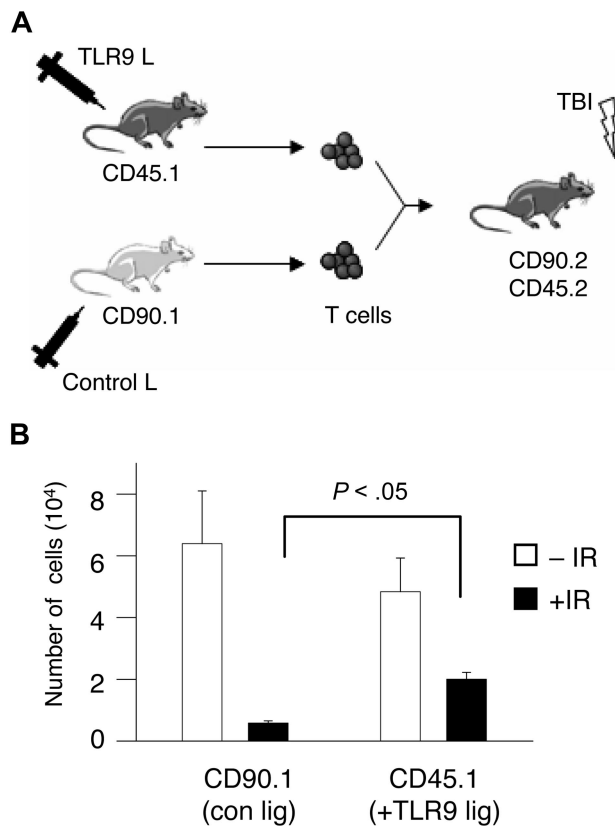 A
TLR9 L
TBI
CD45.1
CD90.2
CD45.2
CD90.1
T cells
Control L
B
P < .05
Number of cells (10⁴)
8
6
4
2
0
– IR
+IR
CD90.1
(con lig)
CD45.1
(+TLR9 lig)